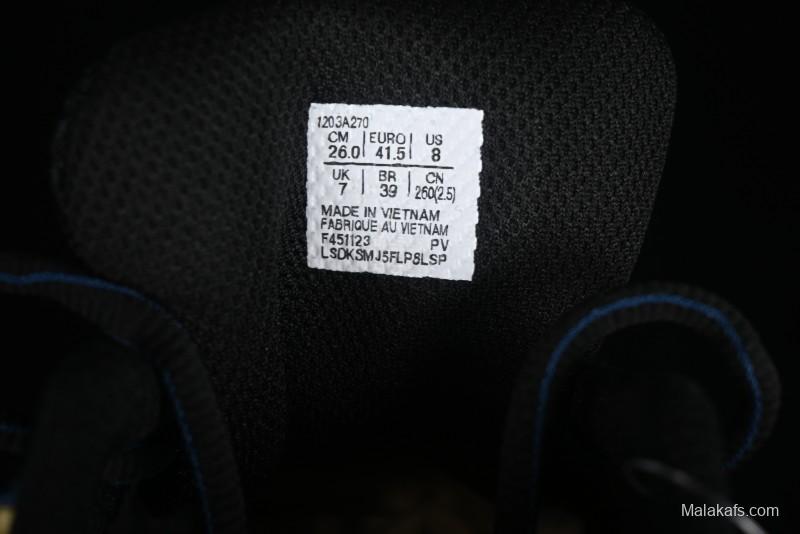 1203A270
CM | EURO | US
26.0 | 41.5 | 8
UK | BR | CN
7 | 39 | 260(2.5)
MADE IN VIETNAM
FABRIQUE AU VIETNAM
F451123 PV
LSDKSMJ5FLP8LSP
Malakafs.com